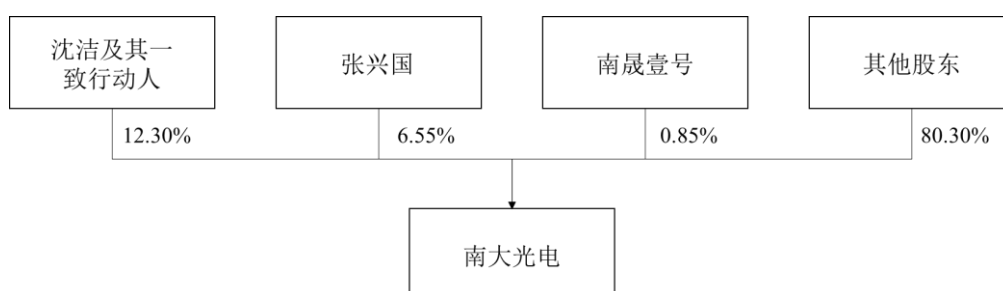 沈洁及其一
致行动人
张兴国
南晟壹号
其他股东
12.30%
6.55%
0.85%
80.30%
南大光电